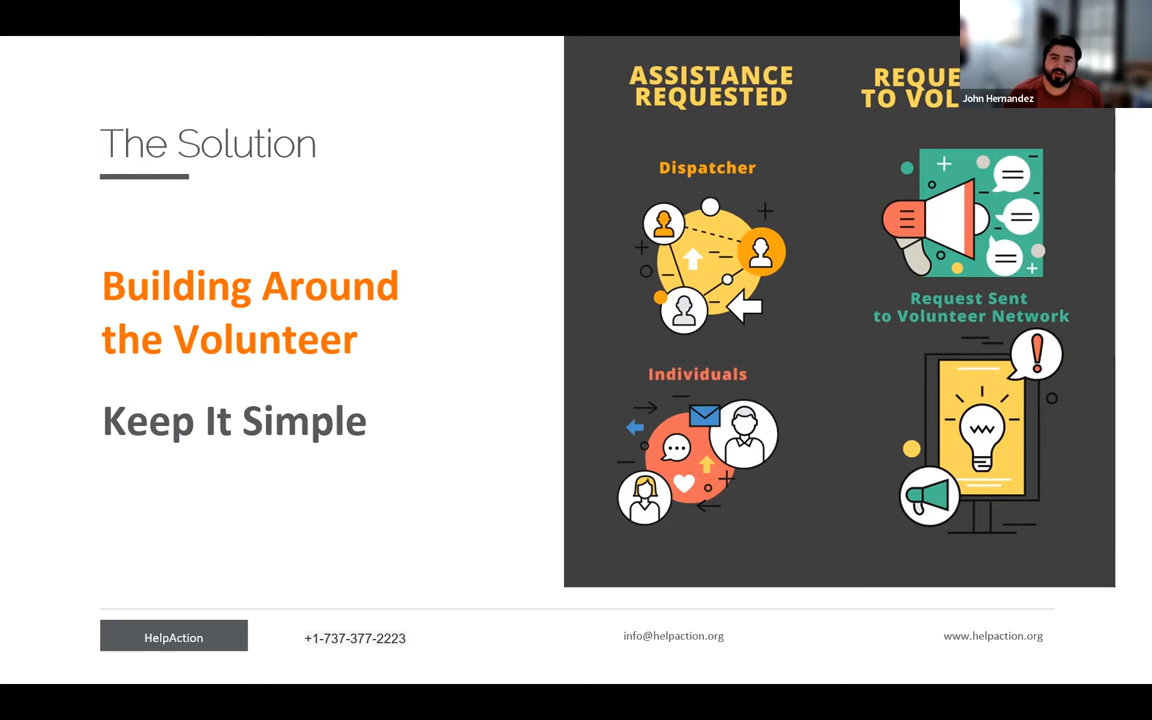 The Solution
Building Around
the Volunteer
Keep It Simple
ASSISTANCE
REQUESTED
Dispatcher
Individuals
TO
Request Sent
to Volunteer Network
John Hernandez
HelpAction
+1-737-377-2223
info@helpaction.org
www.helpaction.org